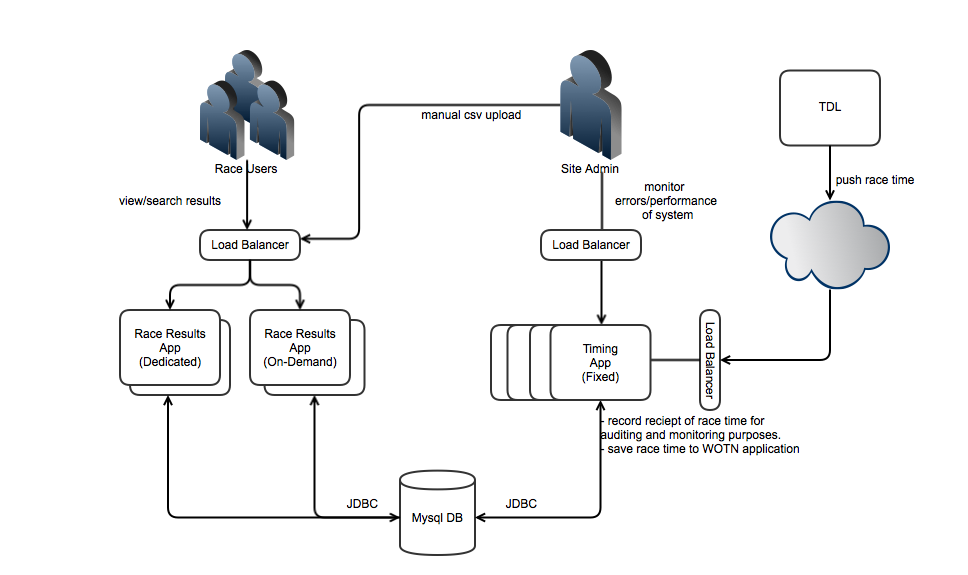 TDL
manual csv upload
Race Users
Site Admin
push race time
monitor
errors/performance
of system
view/search results
Load Balancer
Load Balancer
Race Results
App
(Dedicated)
Race Results
App
(On-Demand)
Timing
App
(Fixed)
Load Balancer
- record reciept of race time for
auditing and monitoring purposes.
- save race time to WOTN application
JDBC
JDBC
Mysql DB